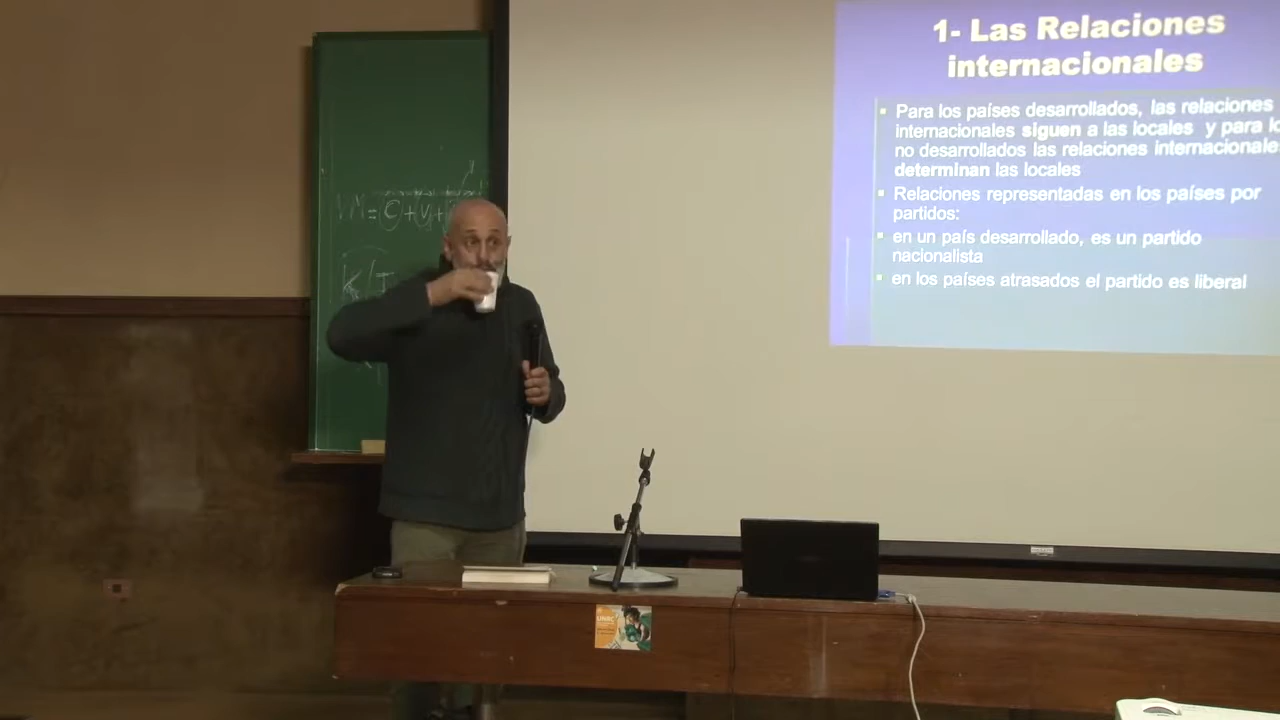 1- Las Relaciones
internacionales
Para los países desarrollados, las relaciones
internacionales siguen a las locales y para
no desarrollados las relaciones
determinan las locales
Relaciones representadas en los países por
partidos:
en un país desarrollado, es un partido
nacionalista
en los países atrasados el partido es liberal
VM=C+V+
K/T